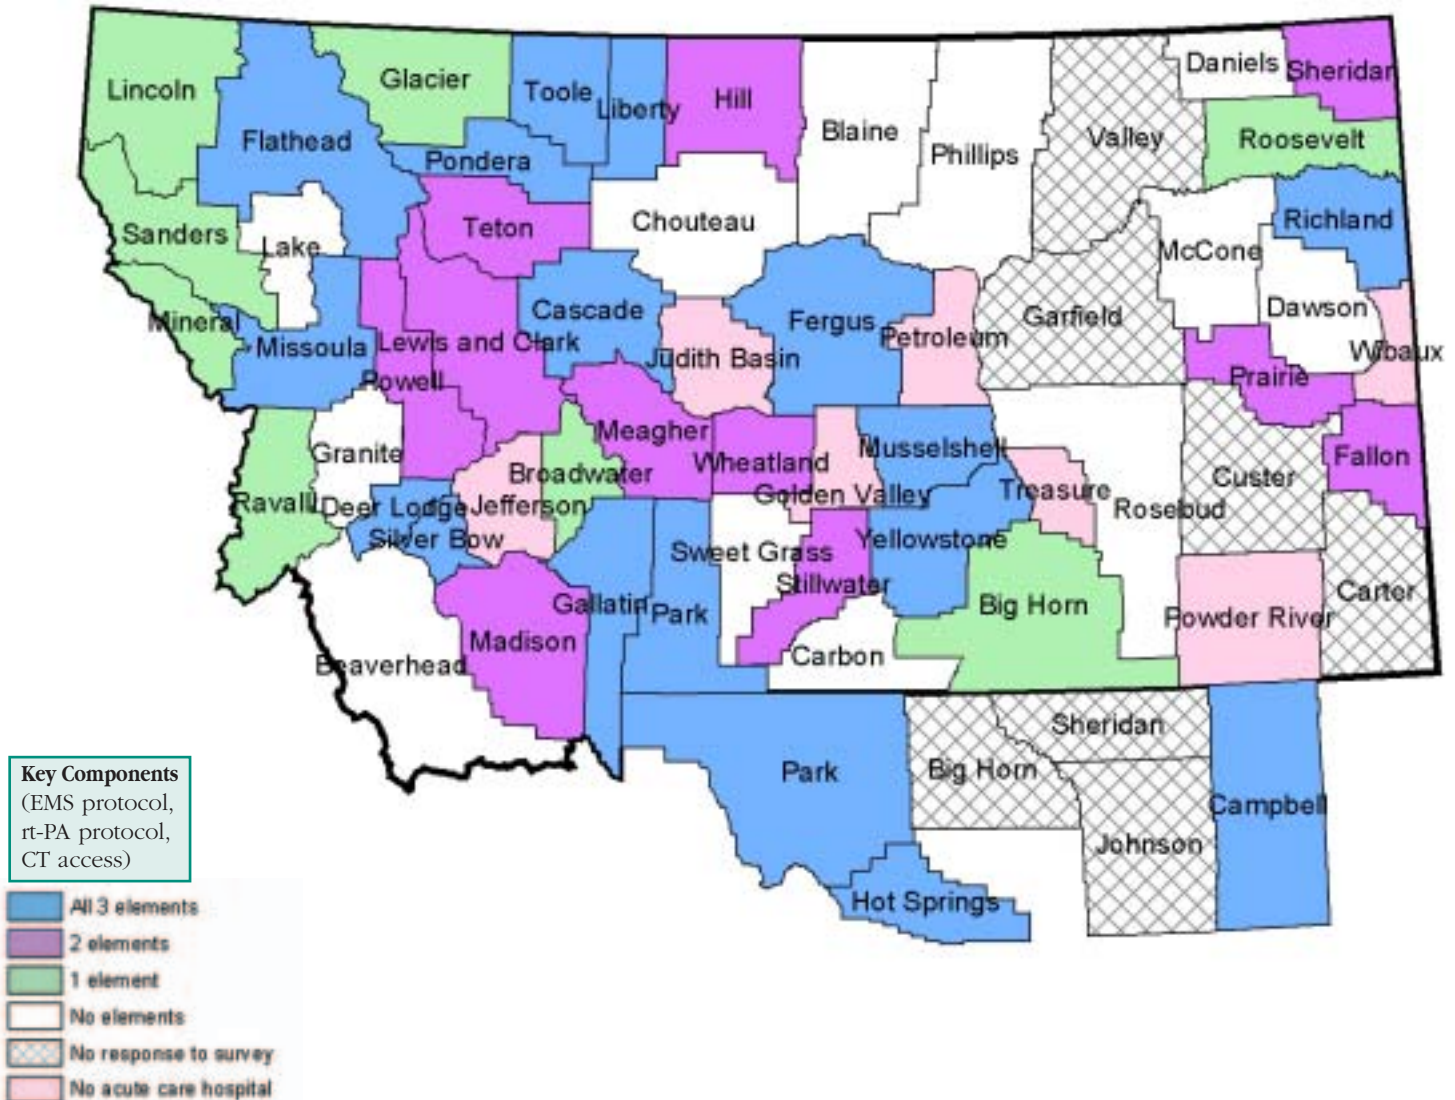 Lincoln
Glacier
Toole
Liberty
Hill
Blaine
Phillips
Valley
Daniels
Sheridan
Roosevelt
Flathead
Pondera
Teton
Chouteau
Sanders
Lake
McCone
Richland
Mineral
Missoula
Lewis and Clark
Powell
Cascade
Judith Basin
Fergus
Petroleum
Garfield
Dawson
Wibaux
Prairie
Granite
Meagher
Wheatland
Musselshell
Fallon
Broadwater
Golden Valley
Treasure
Rosebud
Custer
Ravalli
Deer Lodge
Jefferson
Silver Bow
Sweet Grass
Yellowstone
Stillwater
Gallatin
Park
Big Horn
Powder River
Carter
Beaverhead
Madison
Carbon
Park
Big Horn
Sheridan
Campbell
Johnson
Hot Springs
Key Components
(EMS protocol,
rt-PA protocol,
CT access)
All 3 elements
2 elements
1 element
No elements
No response to survey
No acute care hospital